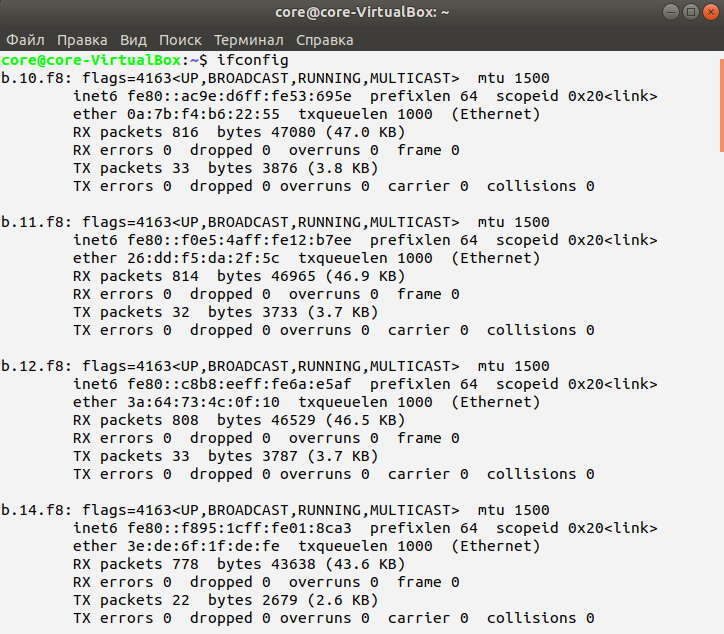 core@core-VirtualBox: ~
Файл Правка Вид Поиск Терминал Справка
core@core-VirtualBox:~$ ifconfig
b.10.f8: flags=4163<UP,BROADCAST,RUNNING,MULTICAST>  mtu 1500
        inet6 fe80::ac9e:d6ff:fe53:695e  prefixlen 64  scopeid 0x20<link>
        ether 0a:7b:f4:b6:22:55  txqueuelen 1000  (Ethernet)
        RX packets 816  bytes 47080 (47.0 KB)
        RX errors 0  dropped 0  overruns 0  frame 0
        TX packets 33  bytes 3876 (3.8 KB)
        TX errors 0  dropped 0 overruns 0  carrier 0  collisions 0

b.11.f8: flags=4163<UP,BROADCAST,RUNNING,MULTICAST>  mtu 1500
        inet6 fe80::f0e5:4aff:fe12:b7ee  prefixlen 64  scopeid 0x20<link>
        ether 26:dd:f5:da:2f:5c  txqueuelen 1000  (Ethernet)
        RX packets 814  bytes 46965 (46.9 KB)
        RX errors 0  dropped 0  overruns 0  frame 0
        TX packets 32  bytes 3733 (3.7 KB)
        TX errors 0  dropped 0 overruns 0  carrier 0  collisions 0

b.12.f8: flags=4163<UP,BROADCAST,RUNNING,MULTICAST>  mtu 1500
        inet6 fe80::c8b8:eeff:fe6a:e5af  prefixlen 64  scopeid 0x20<link>
        ether 3a:64:73:4c:0f:10  txqueuelen 1000  (Ethernet)
        RX packets 808  bytes 46529 (46.5 KB)
        RX errors 0  dropped 0  overruns 0  frame 0
        TX packets 33  bytes 3787 (3.7 KB)
        TX errors 0  dropped 0 overruns 0  carrier 0  collisions 0

b.14.f8: flags=4163<UP,BROADCAST,RUNNING,MULTICAST>  mtu 1500
        inet6 fe80::f895:1cff:fe01:8ca3  prefixlen 64  scopeid 0x20<link>
        ether 3e:de:6f:1f:de:fe  txqueuelen 1000  (Ethernet)
        RX packets 778  bytes 43638 (43.6 KB)
        RX errors 0  dropped 0  overruns 0  frame 0
        TX packets 22  bytes 2679 (2.6 KB)
        TX errors 0  dropped 0 overruns 0  carrier 0  collisions 0